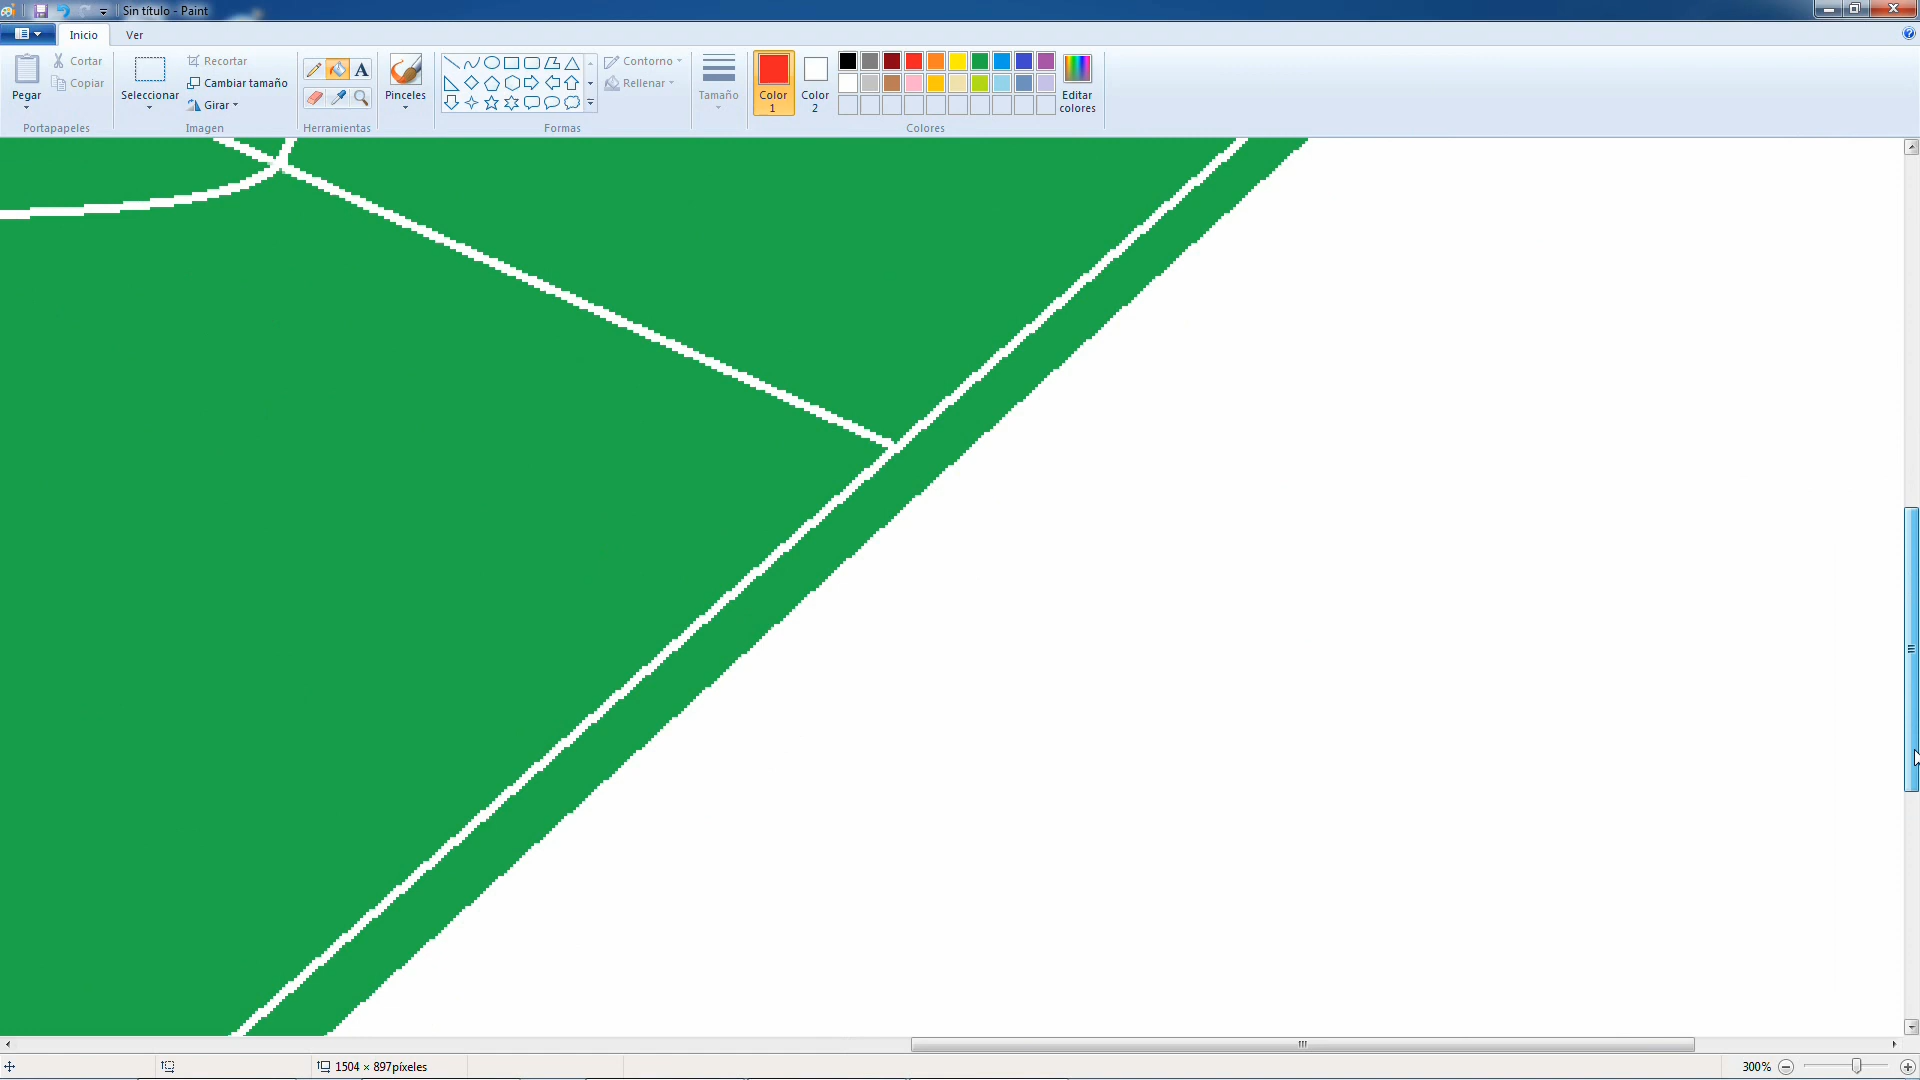 Sin título - Paint
Inicio Ver
Pegar
Cortar
Copiar
Portapapeles
Seleccionar
Recortar
Cambiar tamaño
Girar
Imagen
A
Herramientas
Pinceles
Contorno
Rellenar
Formas
Tamaño
Color 1
Color 2
Editar colores
Colores
1504 × 897píxeles
300%